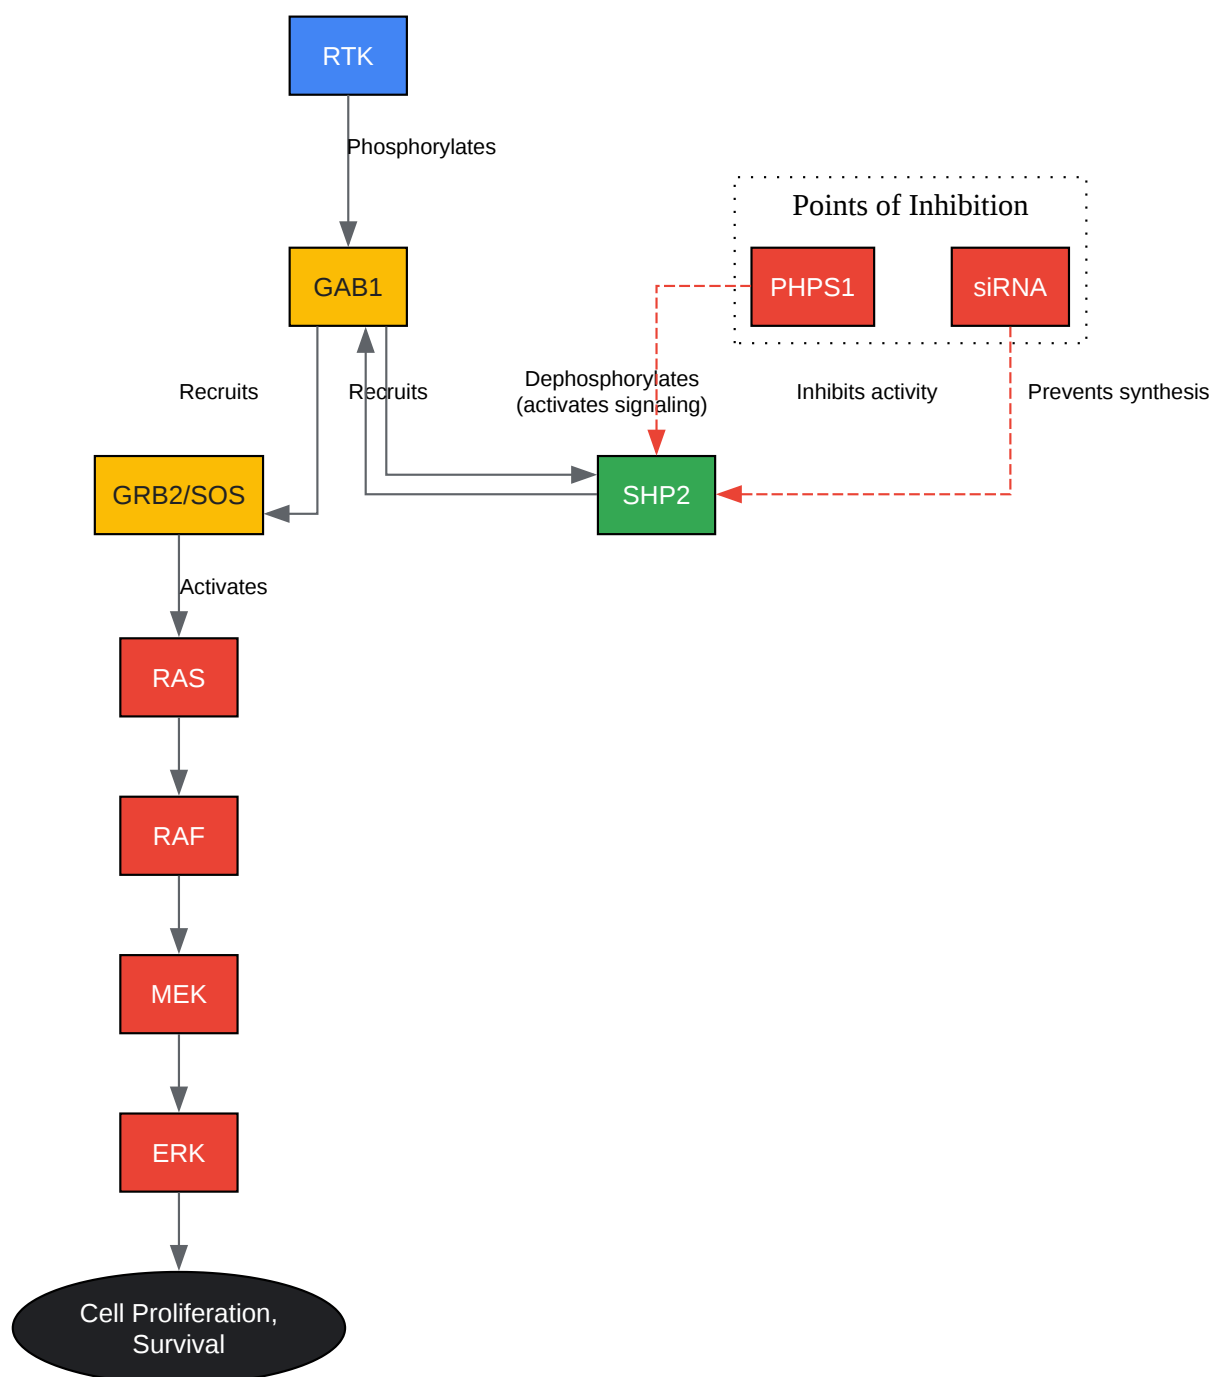 RTK
Phosphorylates
Points of Inhibition
GAB1
PHPS1
siRNA
Recruits
Recruits
Dephosphorylates
(activates signaling)
Inhibits activity
Prevents synthesis
GRB2/SOS
SHP2
Activates
RAS
RAF
MEK
ERK
Cell Proliferation,
Survival